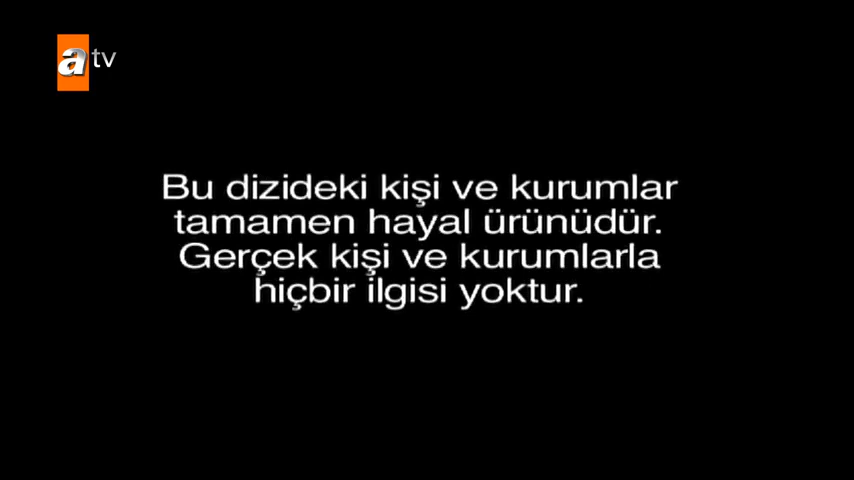 atv
Bu dizideki kişi ve kurumlar
tamamen hayal ürünüdür.
Gerçek kişi ve kurumlarla
hiçbir ilgisi yoktur.